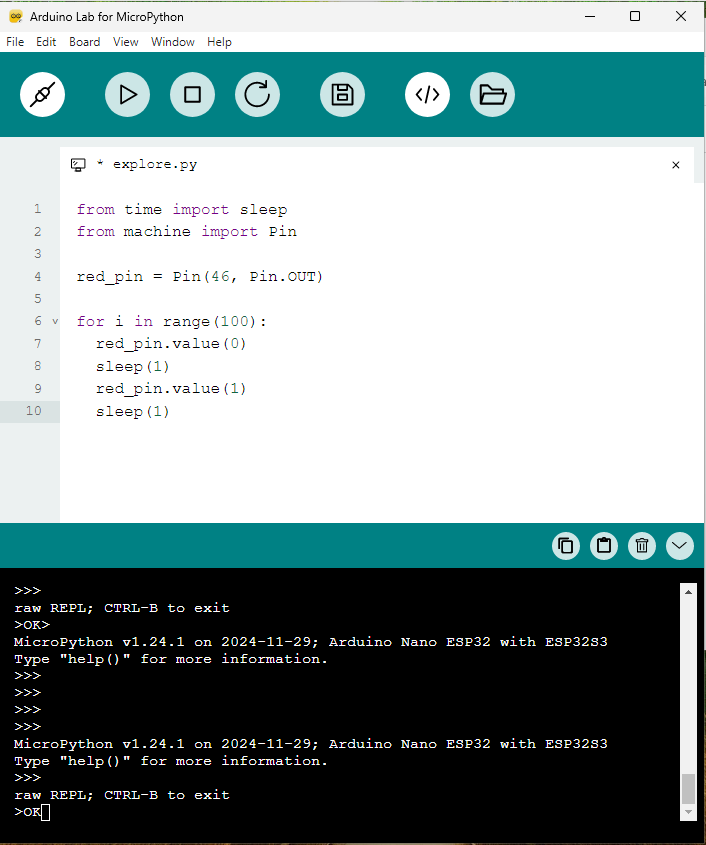 Arduino Lab for MicroPython
File Edit Board View Window Help
* explore.py
1 from time import sleep
2 from machine import Pin
3
4 red_pin = Pin(46, Pin.OUT)
5
6 for i in range(100):
7   red_pin.value(0)
8   sleep(1)
9   red_pin.value(1)
10   sleep(1)
>>>
raw REPL; CTRL-B to exit
>OK>
MicroPython v1.24.1 on 2024-11-29; Arduino Nano ESP32 with ESP32S3
Type "help()" for more information.
>>>
>>>
>>>
>>>
MicroPython v1.24.1 on 2024-11-29; Arduino Nano ESP32 with ESP32S3
Type "help()" for more information.
>>>
raw REPL; CTRL-B to exit
>OK